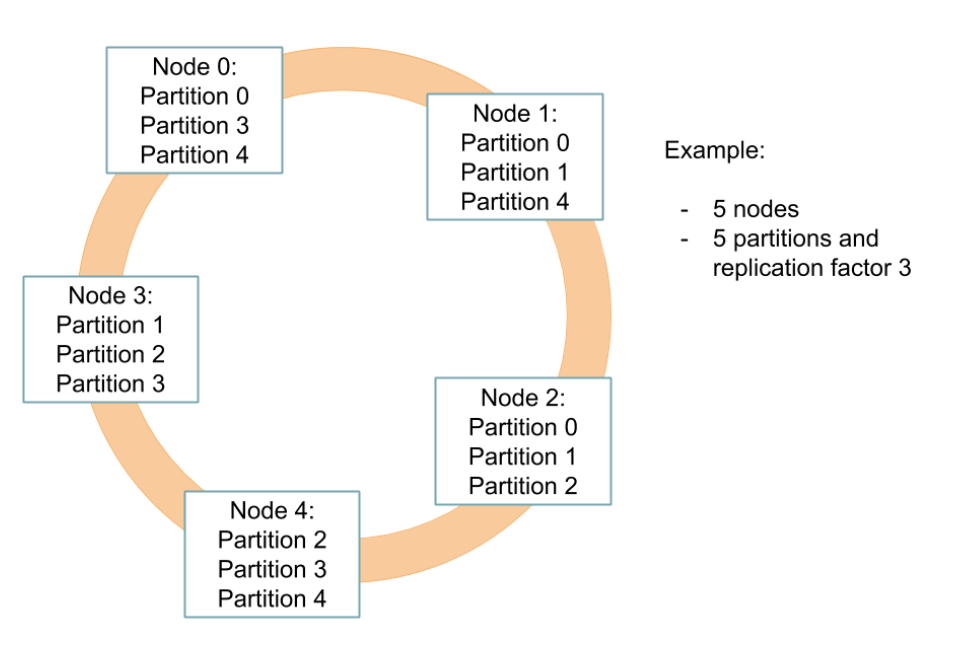 Node 0:
Partition 0
Partition 3
Partition 4
Node 1:
Partition 0
Partition 1
Partition 4
Example:
- 5 nodes
- 5 partitions and
replication factor 3
Node 3:
Partition 1
Partition 2
Partition 3
Node 2:
Partition 0
Partition 1
Partition 2
Node 4:
Partition 2
Partition 3
Partition 4